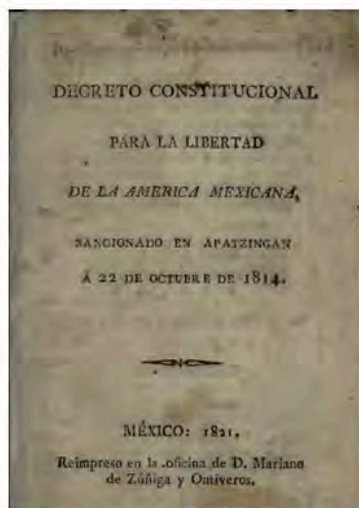 DECRETO CONSTITUCIONAL
PARA LA LIBERTAD
DE LA AMERICA MEXICANA,
SANCIONADO EN APATZINGAN
A 22 DE OCTUBRE DE 1814.
MÉXICO: 1821.
Reimpreso en la oficina de D. Mariano
de Zúñiga y Ontiveros.